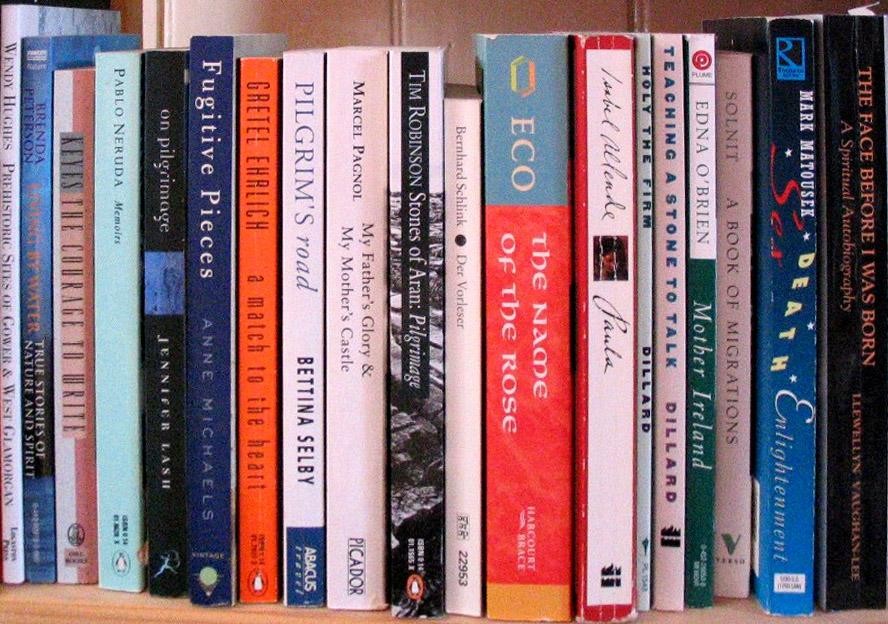 WENDY HUGHES PREHISTORIC SITES OF GOWER & WEST GLAMORGAN
BRENDA PETERSON LIVING BY WATER TRUE STORIES OF NATURE AND SPIRIT
KEYES THE COURAGE TO WRITE
PABLO NERUDA Memoirs
on pilgrimage JENNIFER LASH
Fugitive Pieces ANNE MICHAELS VINTAGE
GRETEL EHRLICH a match to the heart
PILGRIM'S road BETTINA SELBY ABACUS travel
MARCEL PAGNOL My Father's Glory &
My Mother's Castle PICADOR
TIM ROBINSON Stones of Aran: Pilgrimage
Bernhard Schlink ● Der Vorleser 22953
ECO
THE NAME
OF THE ROSE
HARCOURT
BRACE
Isabel Allende Paula
HOLY THE FIRM DILLARD
TEACHING A STONE TO TALK DILLARD
PLUME
EDNA O'BRIEN Mother Ireland
SOLNIT A BOOK OF MIGRATIONS VERSO
MARK MATOUSEK Sex DEATH Enlightenment
THE FACE BEFORE I WAS BORN
A Spiritual Autobiography LLEWELLYN VAUGHAN-LEE